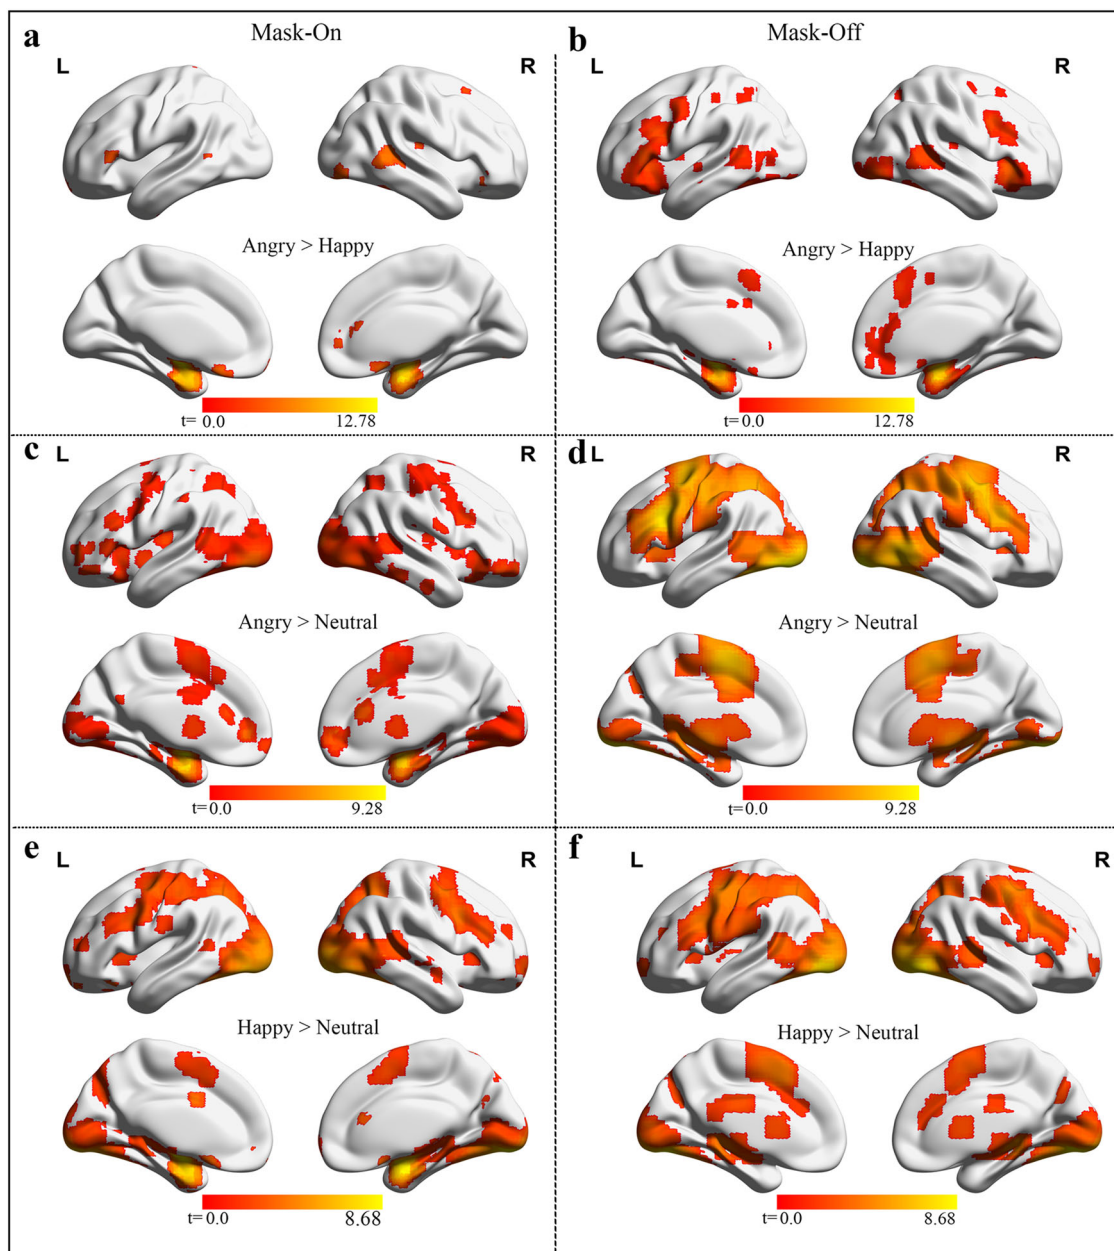 Mask-On
Mask-Off
a
b
L
R
L
R
Angry > Happy
Angry > Happy
t= 0.0
12.78
t= 0.0
12.78
c
d
L
R
L
R
Angry > Neutral
Angry > Neutral
t=0.0
9.28
t=0.0
9.28
e
f
L
R
L
R
Happy > Neutral
Happy > Neutral
t= 0.0
8.68
t=0.0
8.68